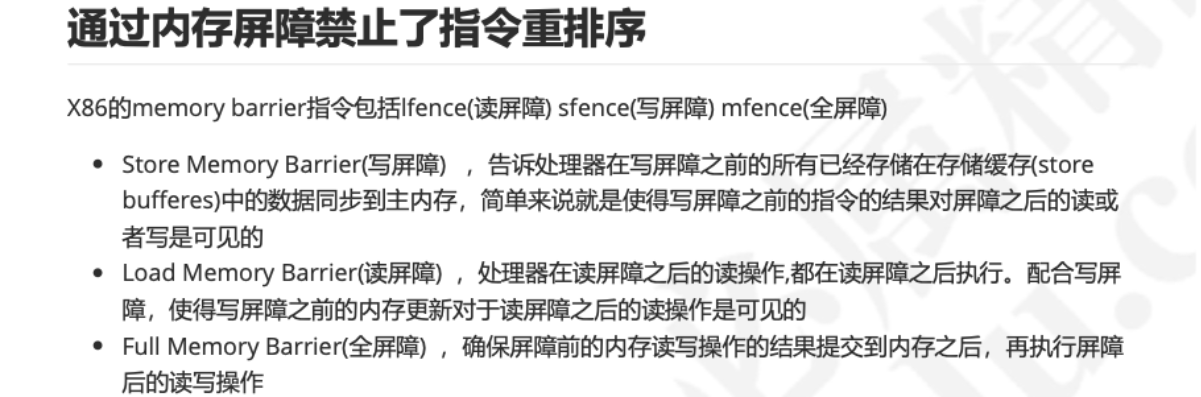 通过内存屏障禁止了指令重排序
X86的memory barrier指令包括lfence(读屏障) sfence(写屏障) mfence(全屏障)
• Store Memory Barrier(写屏障) ，告诉处理器在写屏障之前的所有已经存储在存储缓存(store
bufferes)中的数据同步到主内存，简单来说就是使得写屏障之前的指令的结果对屏障之后的读或
者写是可见的
• Load Memory Barrier(读屏障) ，处理器在读屏障之后的读操作,都在读屏障之后执行。配合写屏
障，使得写屏障之前的内存更新对于读屏障之后的读操作是可见的
• Full Memory Barrier(全屏障) ，确保屏障前的内存读写操作的结果提交到内存之后，再执行屏障
后的读写操作